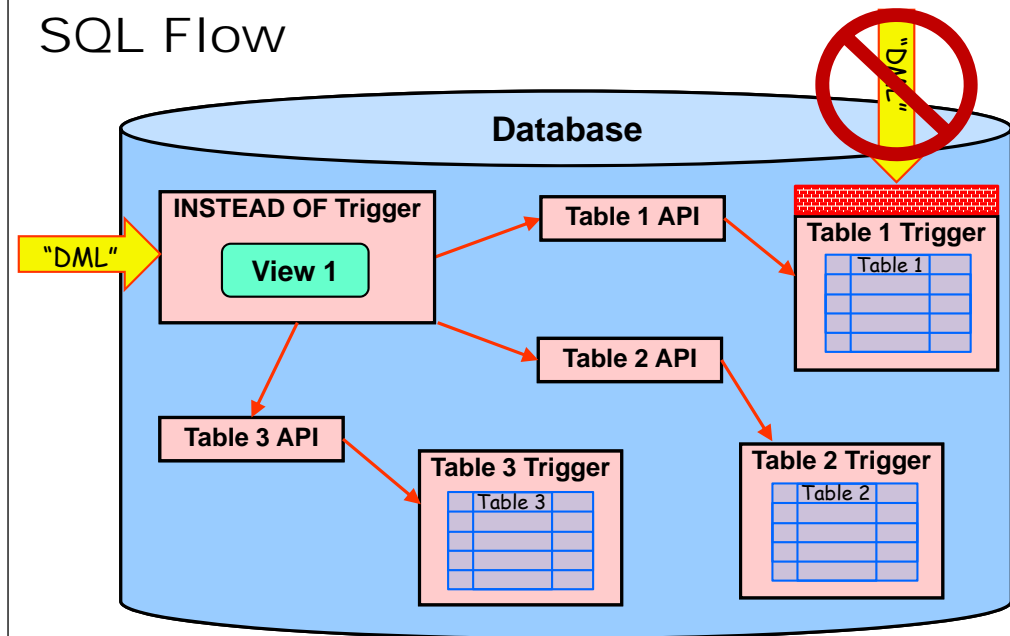 SQL Flow
"DML"
Database
INSTEAD OF Trigger
View 1
"DML"
Table 1 API
Table 1 Trigger
Table 1
Table 2 API
Table 3 API
Table 3 Trigger
Table 3
Table 2 Trigger
Table 2